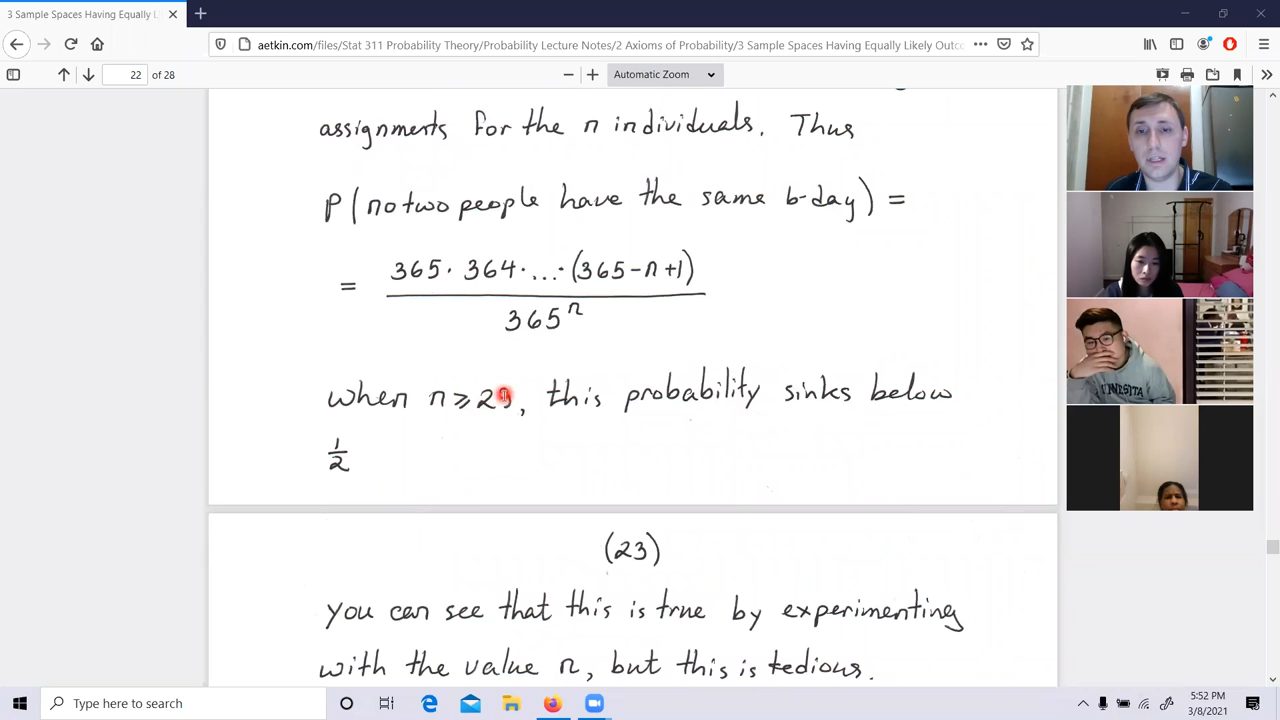 3 Sample Spaces Having Equally Li
aetkin.com/files/Stat 311 Probability Theory/Probability Lecture Notes/2 Axioms of Probability/3 Sample Spaces Having Equally Likely Outco
22 of 28
Automatic Zoom
assignments for the n individuals. Thus
P(no two people have the same b-day) =
= 365·364·...·(365-n+1)
365ⁿ
when n≥23, this probability sinks below
1/2
(23)
you can see that this is true by experimenting
with the value n, but this is tedious.
Type here to search
5:52 PM
3/8/2021